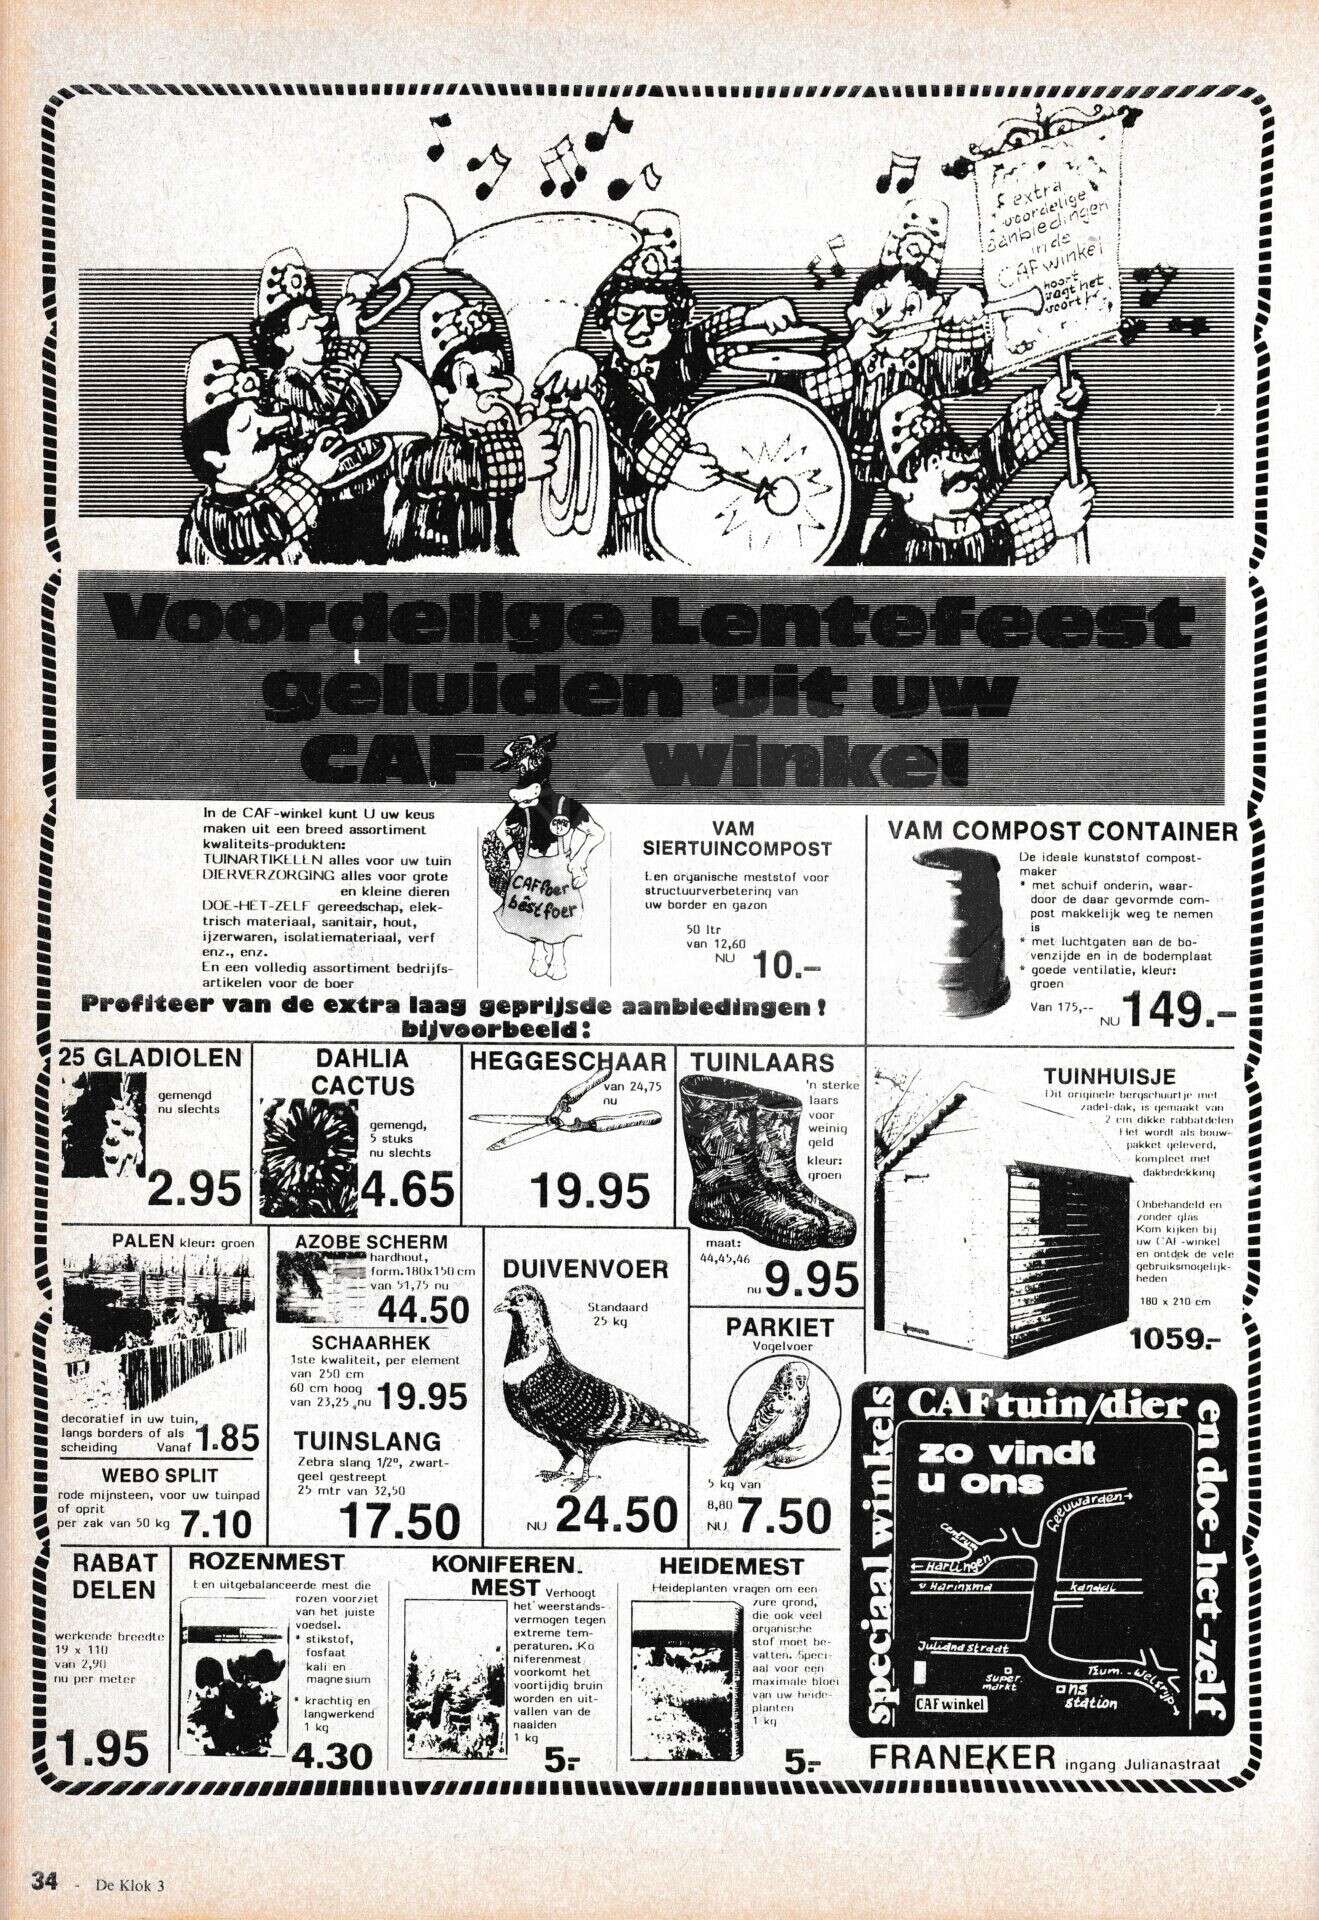 extra
voordelige
aanbiedingen
in de
CAF winkel
hoort
zegt het
voort
Voordelige Lentefeest
geluiden uit uw
CAF winkel
In de CAF-winkel kunt U uw keus
maken uit een breed assortiment
kwaliteits-produkten:
TUINARTIKELEN alles voor uw tuin
DIERVERZORGING alles voor grote
en kleine dieren
DOE-HET-ZELF gereedschap, elek-
trisch materiaal, sanitair, hout,
ijzerwaren, isolatiemateriaal, verf
enz., enz.
En een volledig assortiment bedrijfs-
artikelen voor de boer
CAF foer
bêst foer
VAM
SIERTUINCOMPOST
Een organische meststof voor
structuurverbetering van
uw border en gazon
50 ltr
van 12,60
NU 10.-
VAM COMPOST CONTAINER
De ideale kunststof compost-
maker
* met schuif onderin, waar-
door de daar gevormde com-
post makkelijk weg te nemen
is
* met luchtgaten aan de bo-
venzijde en in de bodemplaat
* goede ventilatie, kleur:
groen
Van 175,--
NU 149.-
Profiteer van de extra laag geprijsde aanbiedingen!
bijvoorbeeld:
25 GLADIOLEN
gemengd
nu slechts
2.95
DAHLIA
CACTUS
gemengd,
5 stuks
nu slechts
4.65
HEGGESCHAAR
van 24,75
nu
19.95
TUINLAARS
'n sterke
laars
voor
weinig
geld
kleur:
groen
maat:
44,45,46
nu 9.95
TUINHUISJE
Dit originele bergschuurtje met
zadel-dak, is gemaakt van
2 cm dikke rabbatdelen
Het wordt als bouw-
pakket geleverd,
kompleet met
dakbedekking
Onbehandeld en
zonder glas
Kom kijken bij
uw CAF-winkel
en ontdek de vele
gebruiksmogelijk-
heden
180 x 210 cm
1059.-
PALEN kleur: groen
decoratief in uw tuin,
langs borders of als
scheiding Vanaf 1.85
AZOBE SCHERM
hardhout,
form.180x150 cm
van 51,75 nu
44.50
SCHAARHEK
1ste kwaliteit, per element
van 250 cm
60 cm hoog
van 23,25 nu 19.95
TUINSLANG
Zebra slang 1/2", zwart-
geel gestreept
25 mtr van 32,50
17.50
DUIVENVOER
Standaard
25 kg
NU 24.50
PARKIET
Vogelvoer
5 kg van
8,80
NU 7.50
WEBO SPLIT
rode mijnsteen, voor uw tuinpad
of oprit
per zak van 50 kg 7.10
RABAT
DELEN
werkende breedte
19 x 110
van 2,90
nu per meter
1.95
ROZENMEST
Een uitgebalanceerde mest die
rozen voorziet
van het juiste
voedsel.
* stikstof,
fosfaat
kali en
magnesium
* krachtig en
langwerkend
1 kg
4.30
KONIFEREN.
MEST Verhoogt
het weerstands-
vermogen tegen
extreme tem-
peraturen. Ko
niferenmest
voorkomt het
voortijdig bruin
worden en uit-
vallen van de
naalden
1 kg
5.-
HEIDEMEST
Heideplanten vragen om een
zure grond,
die ook veel
organische
stof moet be-
vatten. Speci-
aal voor een
maximale bloei
van uw heide-
planten
1 kg
5.-
speciaal winkels
CAF tuin/dier
en doe-het-zelf
zo vindt
u ons
Leeuwarden
centrum
Harlingen
v Harinxma kanaal
Julianastraat
super
markt
Tzum..Welsrijp
ns
station
CAF winkel
FRANEKER ingang Julianastraat
34 - De Klok 3